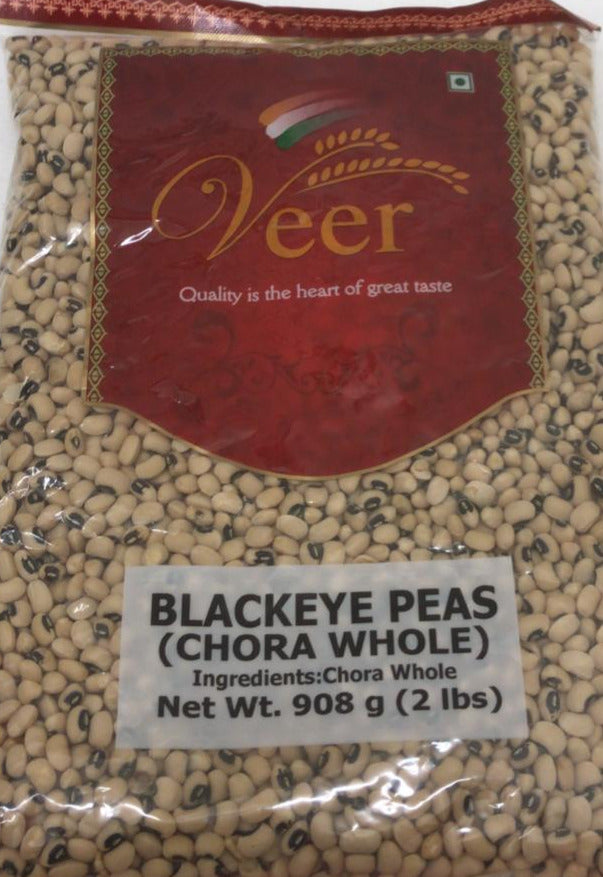 Veer
Quality is the heart of great taste
BLACKEYE PEAS
(CHORA WHOLE)
Ingredients:Chora Whole
Net Wt. 908 g (2 lbs)